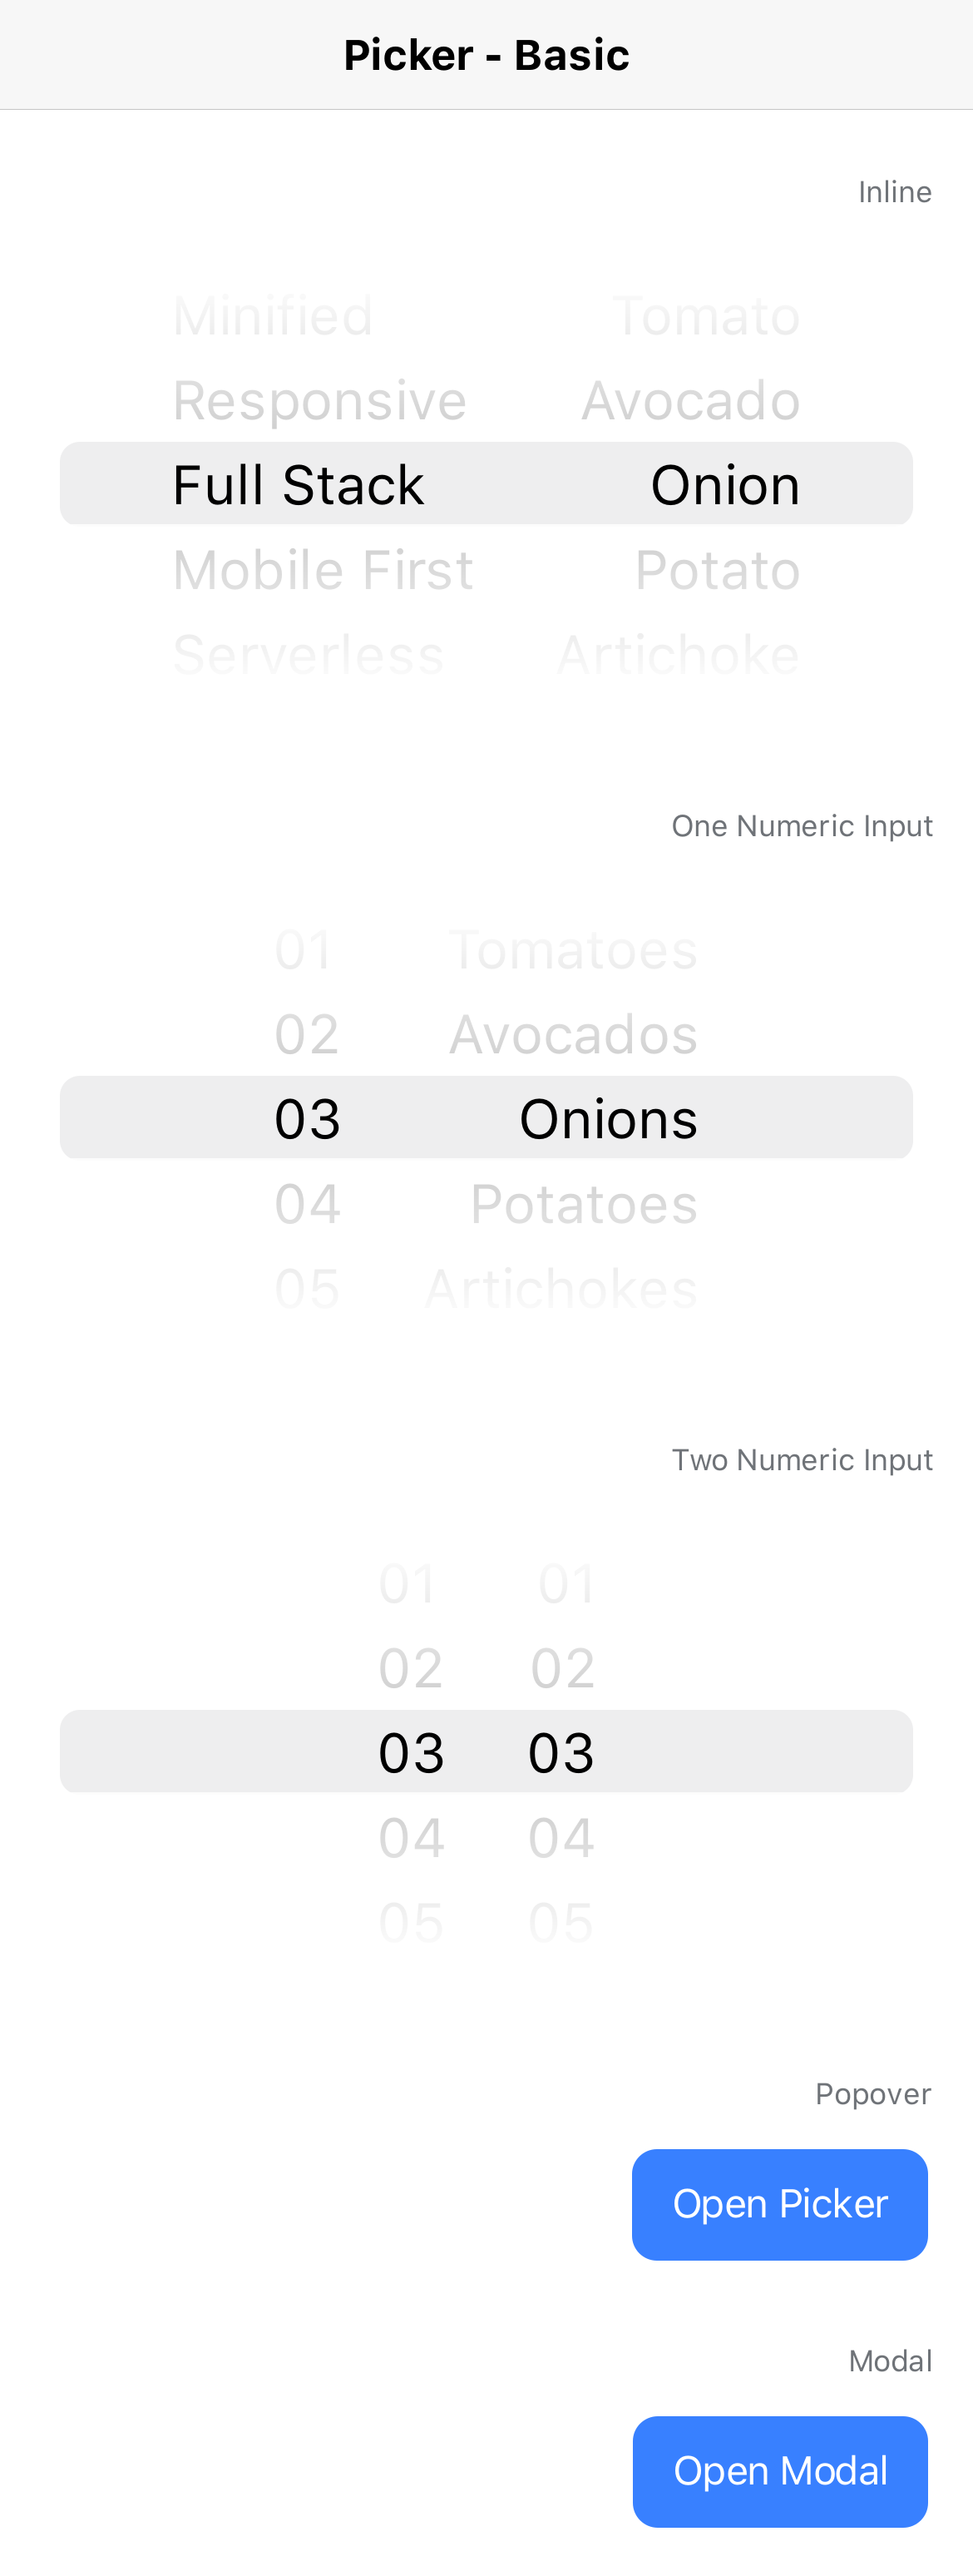 Picker - Basic
Inline
Minified Tomato
Responsive Avocado
Full Stack Onion
Mobile First Potato
Serverless Artichoke
One Numeric Input
01 Tomatoes
02 Avocados
03 Onions
04 Potatoes
05 Artichokes
Two Numeric Input
01 01
02 02
03 03
04 04
05 05
Popover
Open Picker
Modal
Open Modal